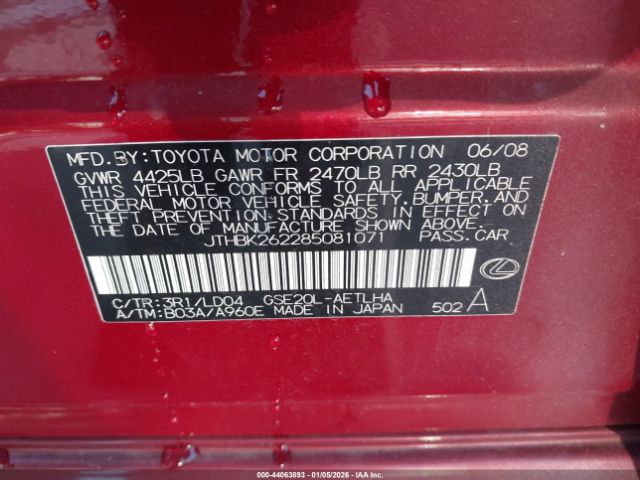 MFD.BY:TOYOTA MOTOR CORPORATION 06/08
GVWR 4425LB GAWR FR 2470LB RR 2430LB
THIS VEHICLE CONFORMS TO ALL APPLICABLE
FEDERAL MOTOR VEHICLE SAFETY,BUMPER,AND
THEFT PREVENTION STANDARDS IN EFFECT ON
THE DATE OF MANUFACTURE SHOWN ABOVE.
JTHBK262285081071 PASS.CAR
C/TR:3R1/LD04 GSE20L-AETLHA
A/TM:B03A/A960E MADE IN JAPAN 502 A
000-44063893 | 01/05/2026 | IAAI.COM